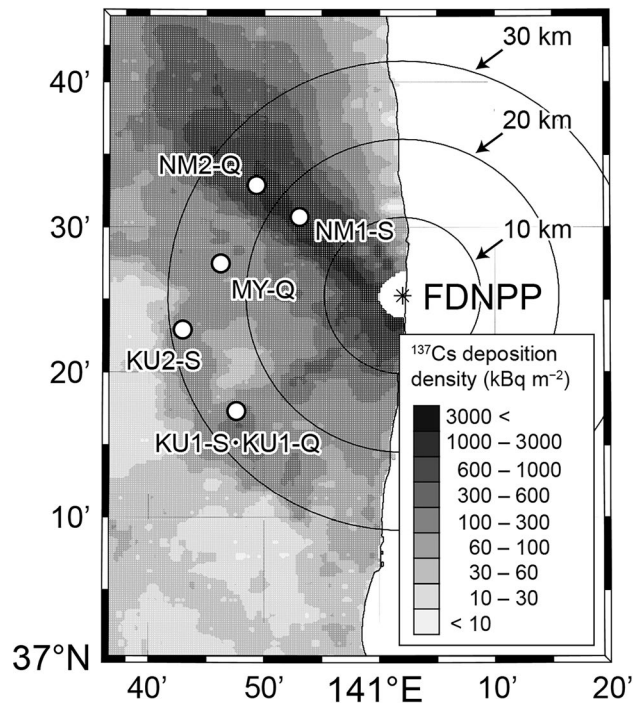 30 km
40'
20 km
NM2-Q
30'
NM1-S
10 km
MY-Q
FDNPP
KU2-S
20'
¹³⁷Cs deposition
density (kBq m⁻²)
3000 <
1000 – 3000
600 – 1000
300 – 600
100 – 300
60 – 100
30 – 60
10 – 30
< 10
KU1-S·KU1-Q
10'
37°N
40' 50' 141°E 10' 20'